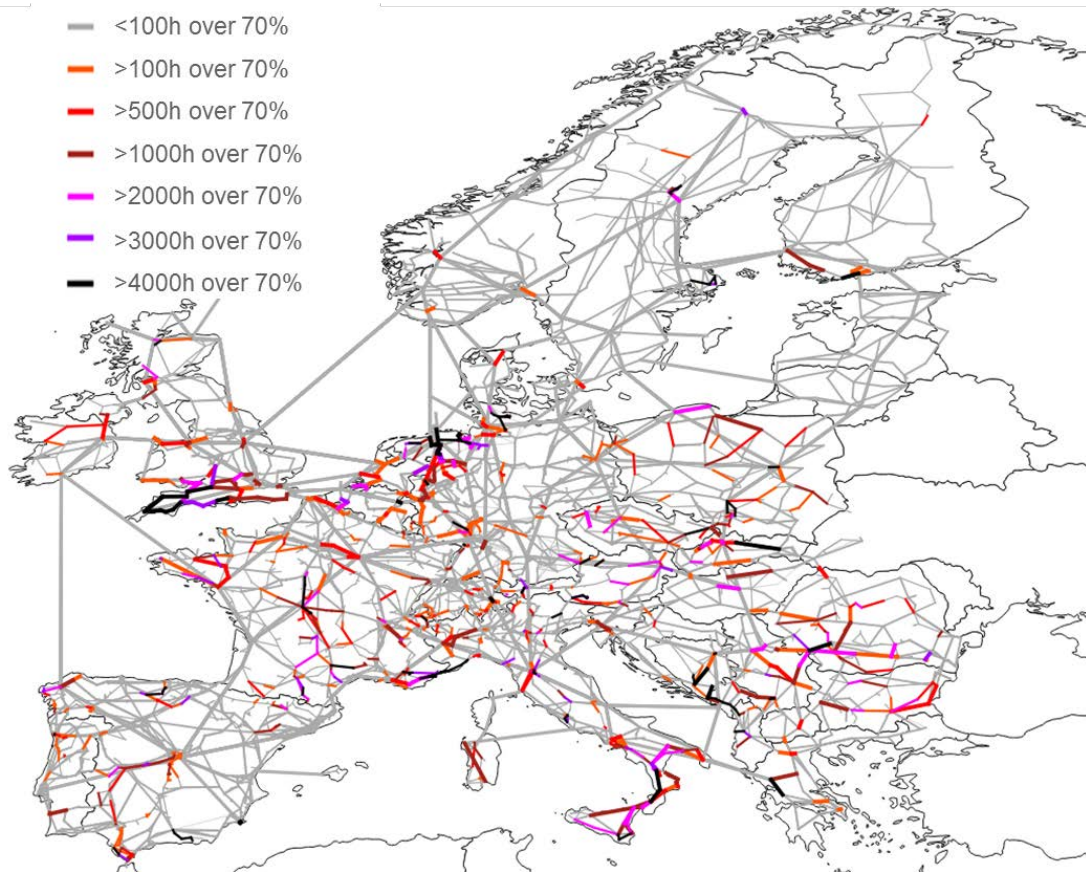 <100h over 70%
>100h over 70%
>500h over 70%
>1000h over 70%
>2000h over 70%
>3000h over 70%
>4000h over 70%